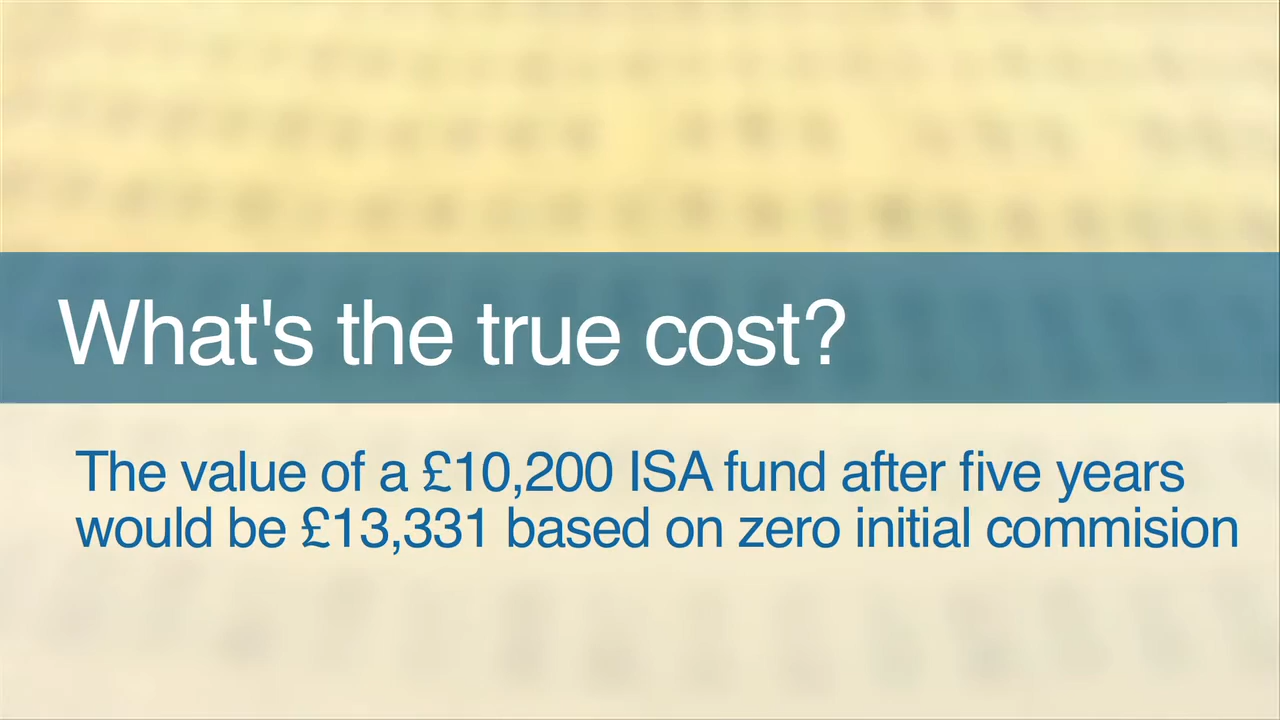 What's the true cost?
The value of a £10,200 ISA fund after five years
would be £13,331 based on zero initial commision